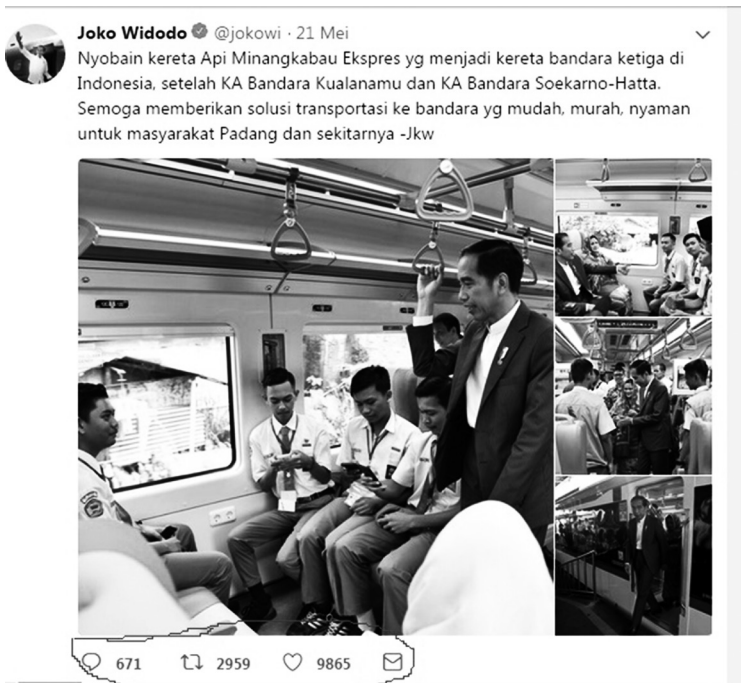 Joko Widodo @jokowi · 21 Mei
Nyobain kereta Api Minangkabau Ekspres yg menjadi kereta bandara ketiga di
Indonesia, setelah KA Bandara Kualanamu dan KA Bandara Soekarno-Hatta.
Semoga memberikan solusi transportasi ke bandara yg mudah, murah, nyaman
untuk masyarakat Padang dan sekitarnya -Jkw
671 2959 9865